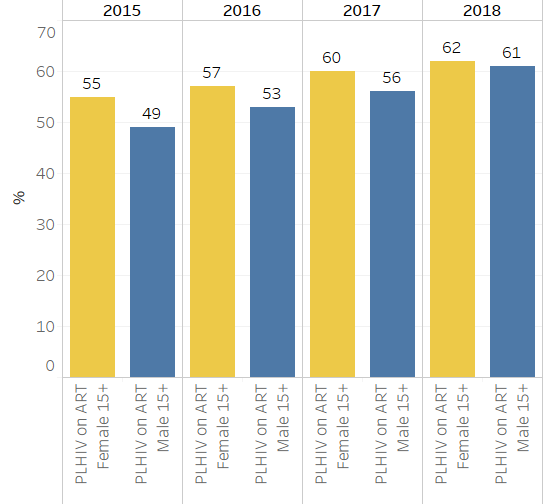 2015 2016 2017 2018
70
60
50
40
30
20
10
0
%
55 49 57 53 60 56 62 61
PLHIV on ART
Female 15+
PLHIV on ART
Male 15+
PLHIV on ART
Female 15+
PLHIV on ART
Male 15+
PLHIV on ART
Female 15+
PLHIV on ART
Male 15+
PLHIV on ART
Female 15+
PLHIV on ART
Male 15+